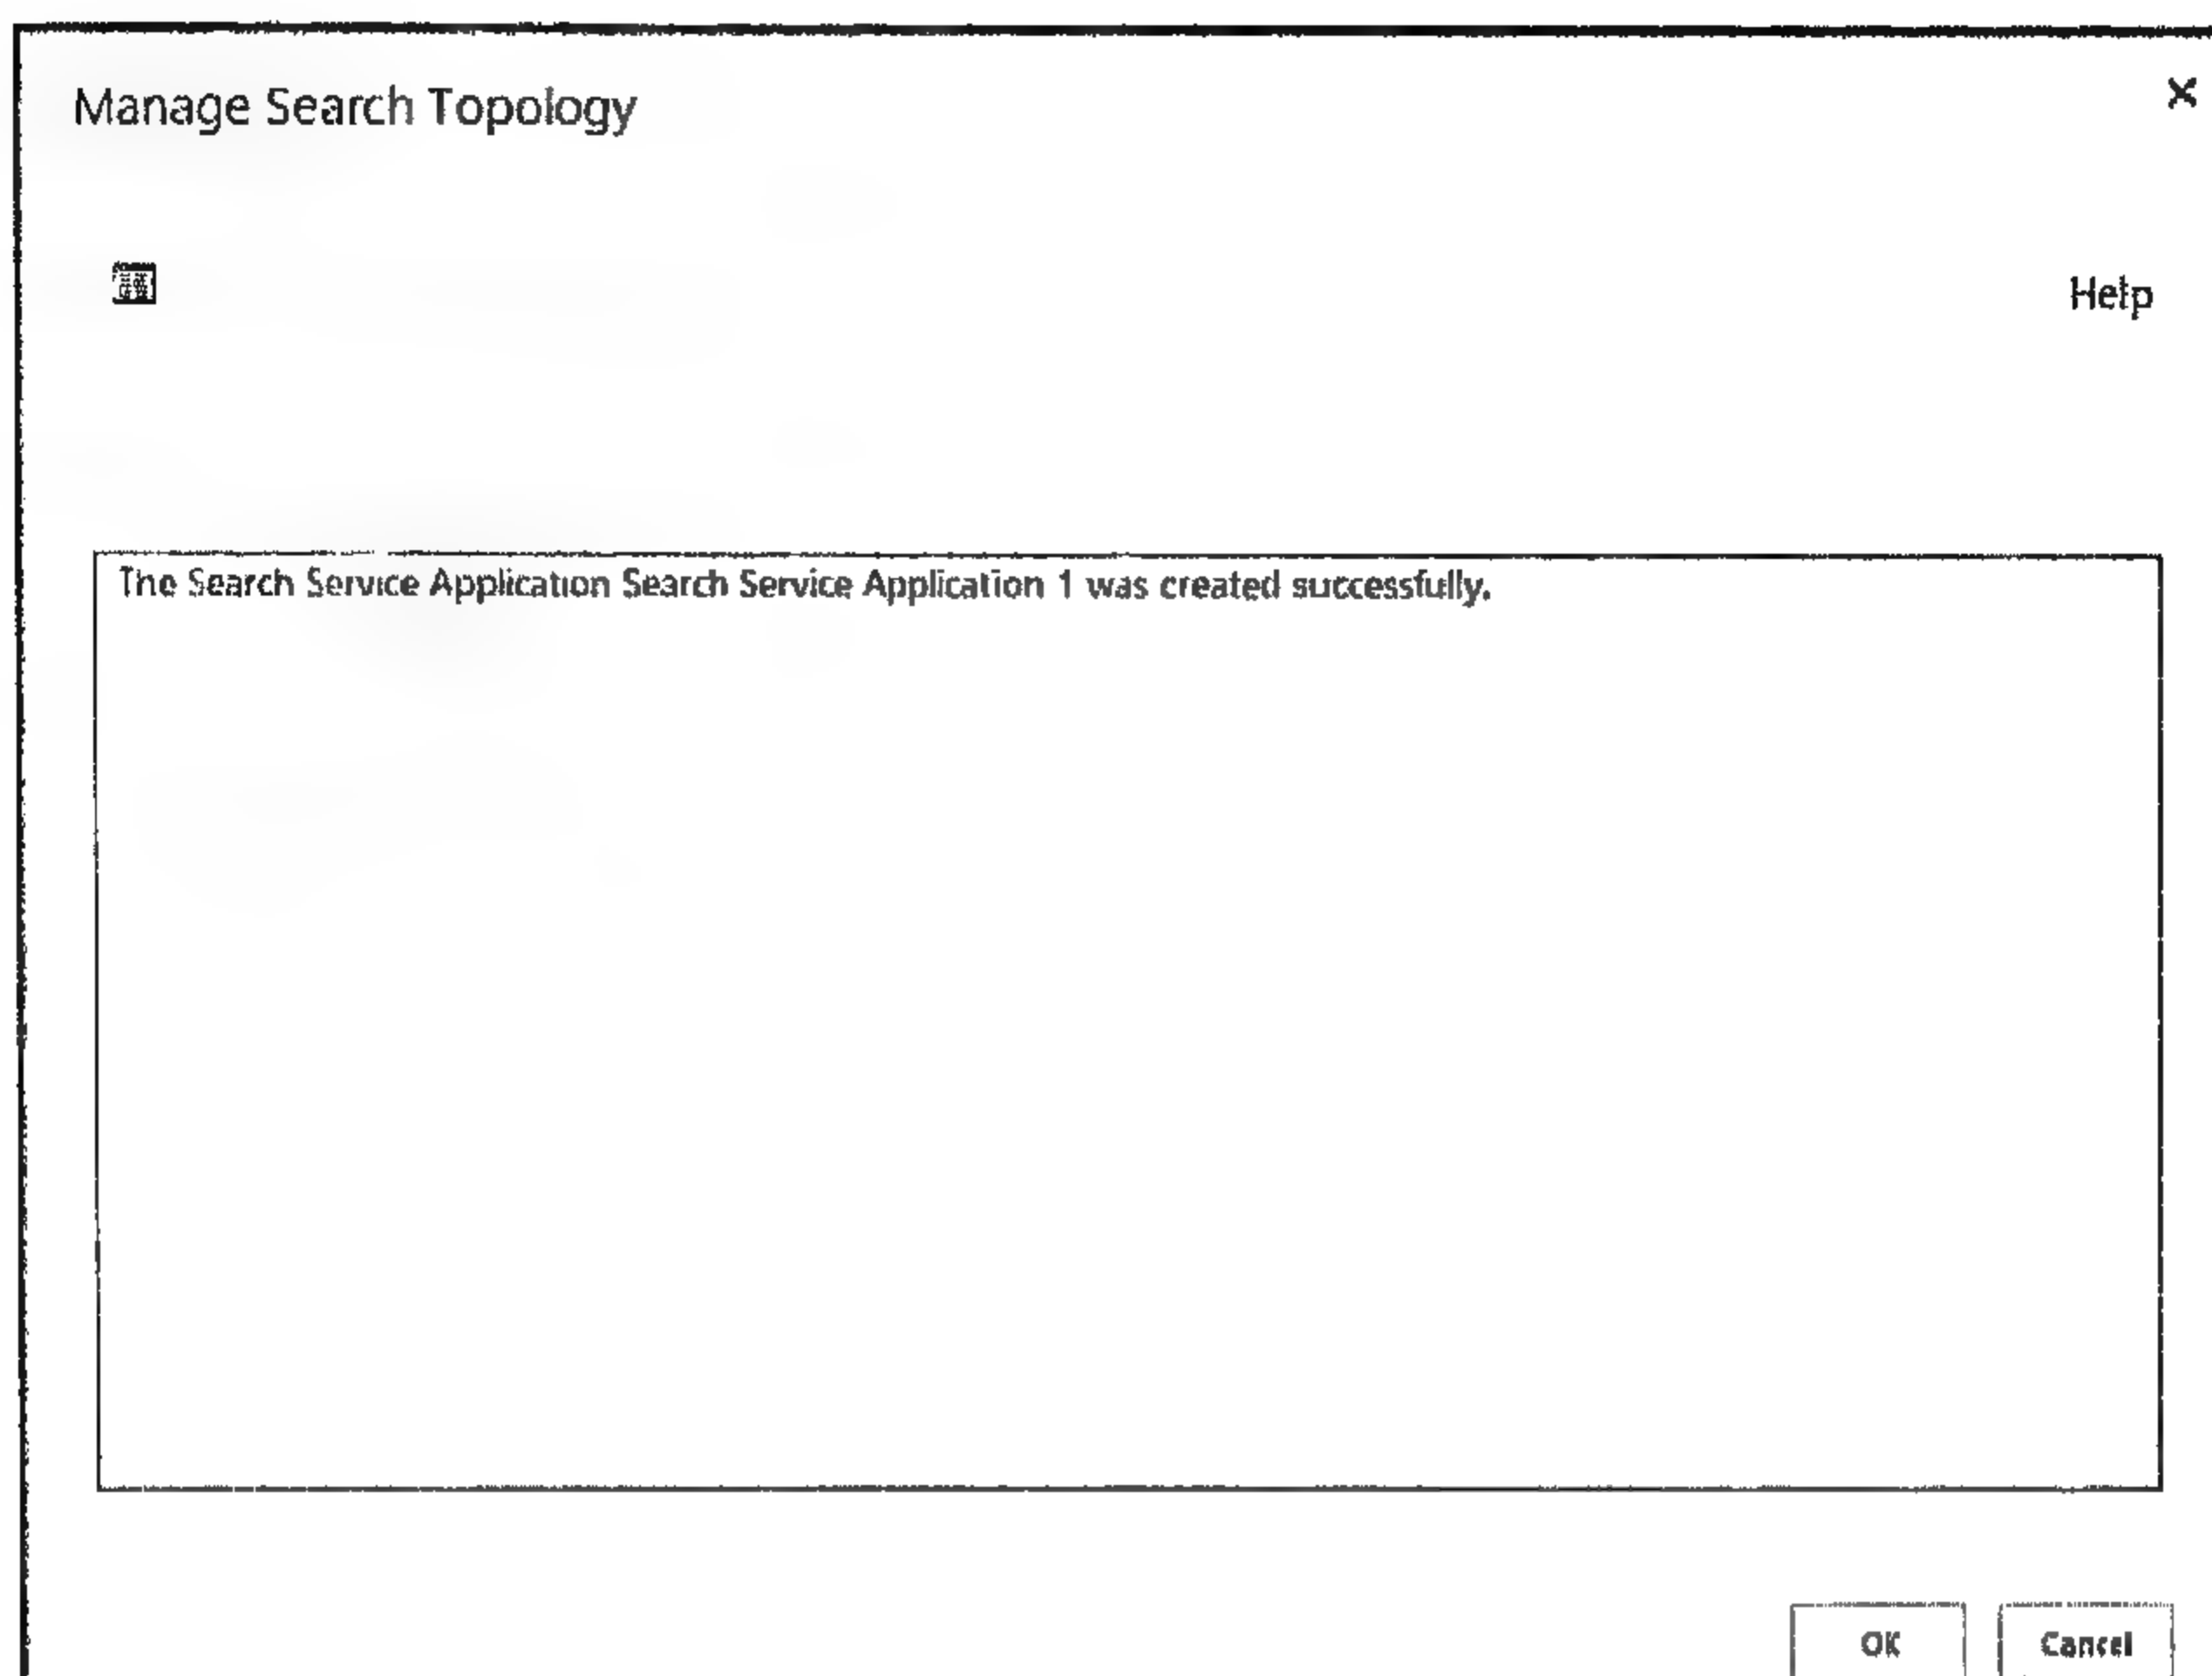 Manage Search Topology
×
Help
The Search Service Application Search Service Application 1 was created successfully.
OK
Cancel